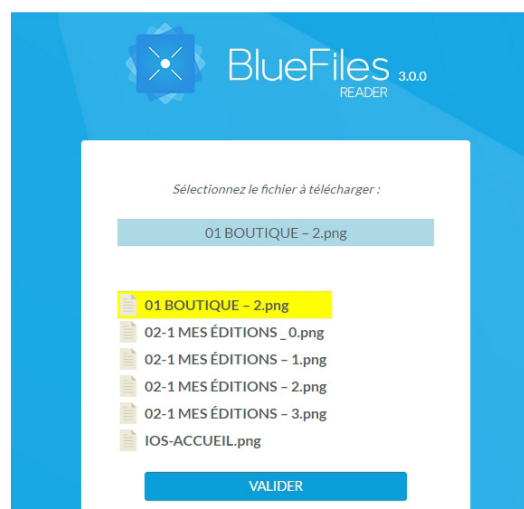 BlueFiles 3.0.0
READER
Sélectionnez le fichier à télécharger :
01 BOUTIQUE – 2.png
01 BOUTIQUE – 2.png
02-1 MES ÉDITIONS _ 0.png
02-1 MES ÉDITIONS – 1.png
02-1 MES ÉDITIONS – 2.png
02-1 MES ÉDITIONS – 3.png
IOS-ACCUEIL.png
VALIDER